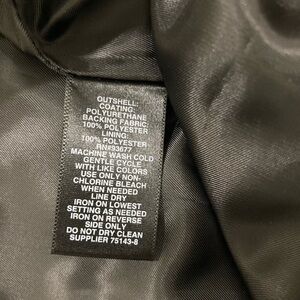 OUTSHELL:
COATING:
POLYURETHANE
BACKING FABRIC:
100% POLYESTER
LINING:
100% POLYESTER
RN#93677
MACHINE WASH COLD
GENTLE CYCLE
WITH LIKE COLORS
USE ONLY NON-
CHLORINE BLEACH
WHEN NEEDED
LINE DRY
IRON ON LOWEST
SETTING AS NEEDED
IRON ON REVERSE
SIDE ONLY
DO NOT DRY CLEAN
SUPPLIER 75143-8